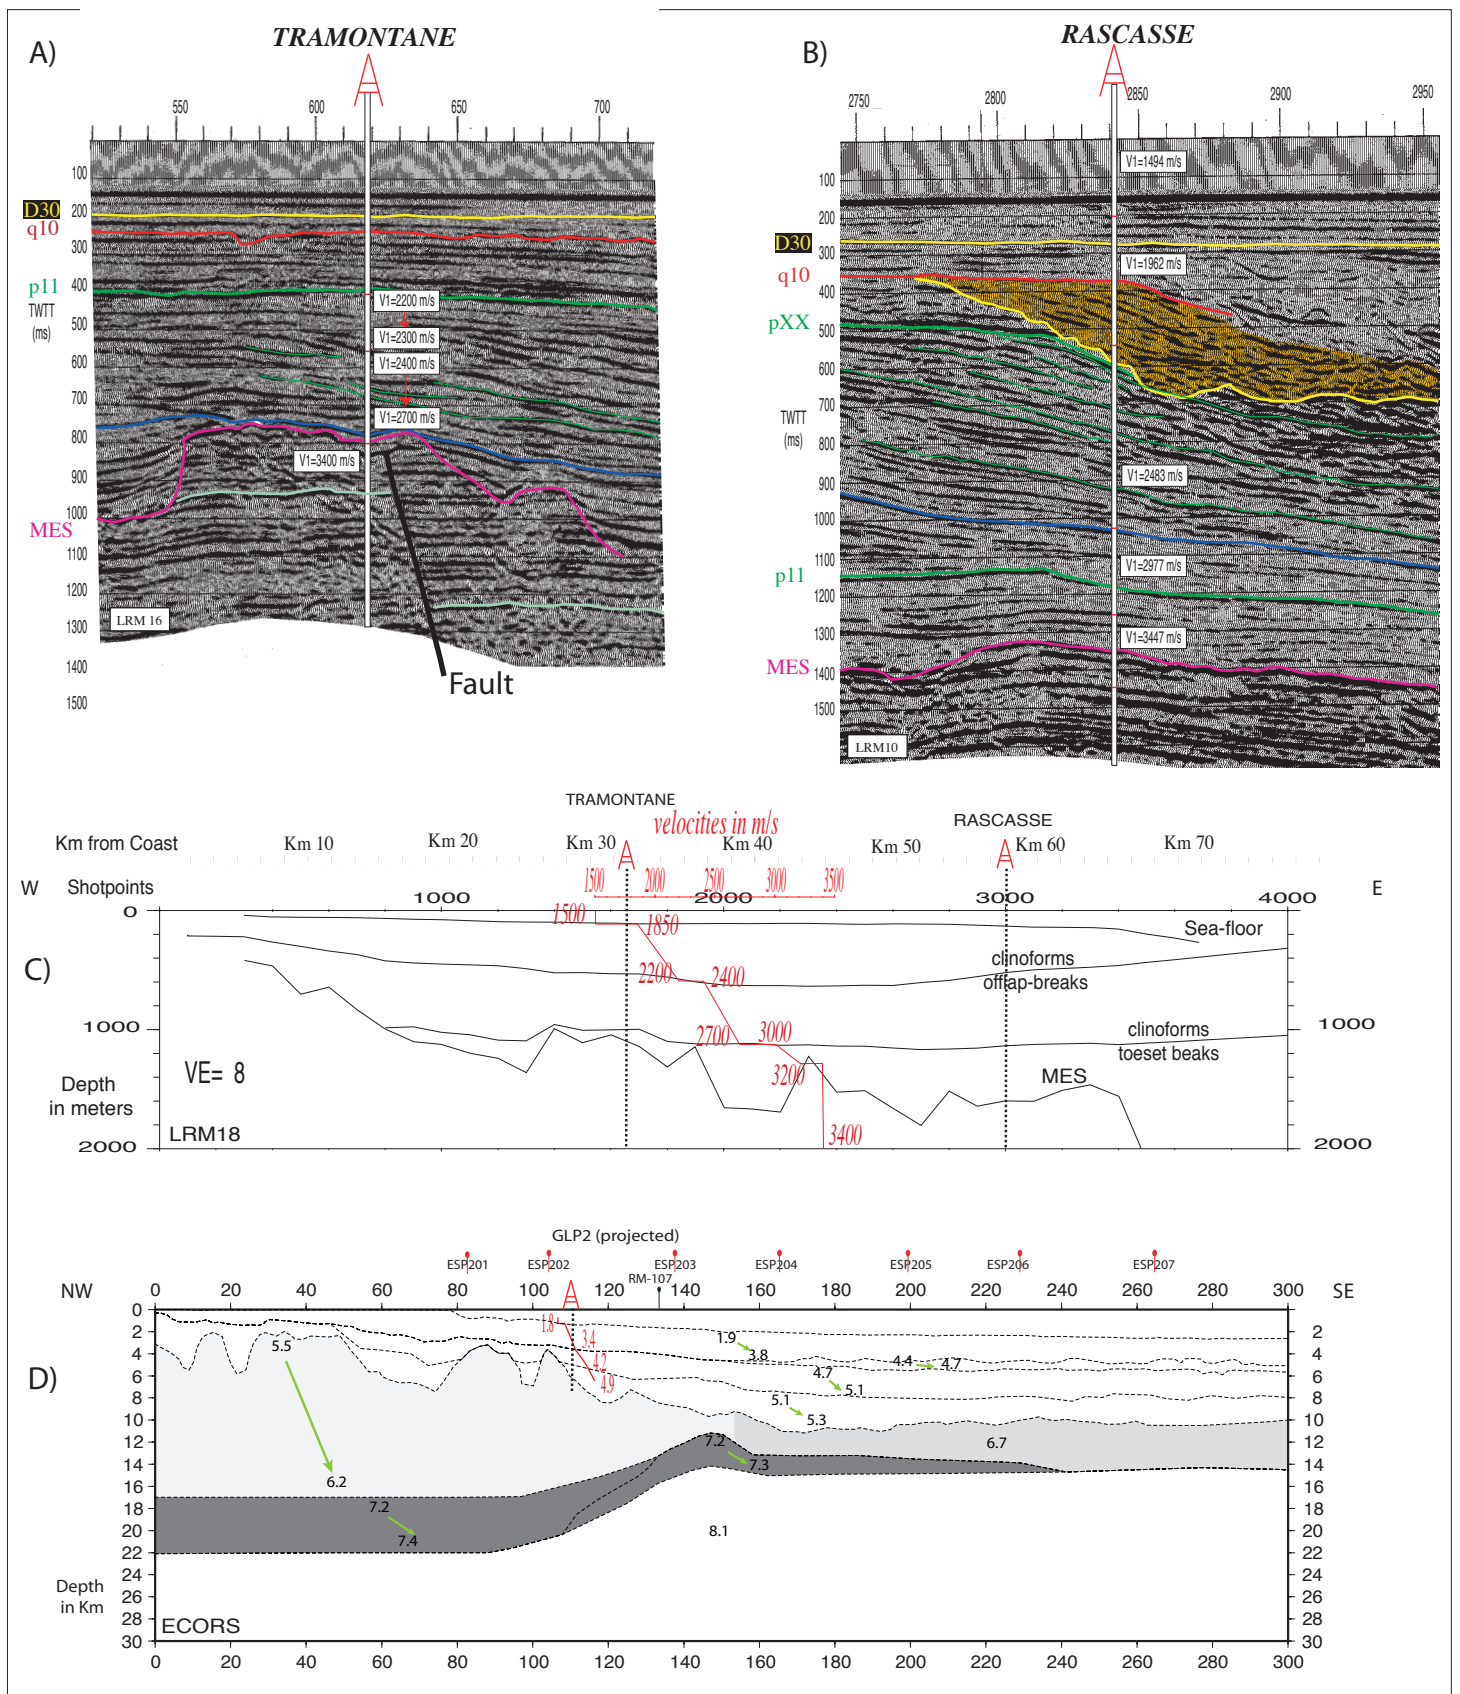 A)
TRAMONTANE
550 600 650 700
100
D30
200
q10
300
p11
400
TWTT
(ms)
500
600
700
800
900
1000
MES
1100
1200
1300
1400
1500
V1=2200 m/s
V1=2300 m/s
V1=2400 m/s
V1=2700 m/s
V1=3400 m/s
LRM 16
Fault
B)
RASCASSE
2750 2800 2850 2900 2950
100
200
D30
300
q10
400
pXX
500
600
700
TWTT
(ms)
800
900
1000
1100
p11
1200
1300
MES
1400
1500
V1=1494 m/s
V1=1962 m/s
V1=2483 m/s
V1=2977 m/s
V1=3447 m/s
LRM10
C)
TRAMONTANE
velocities in m/s
RASCASSE
Km from Coast Km 10 Km 20 Km 30 Km 40 Km 50 Km 60 Km 70
1500 2000 2500 3000 3500
W Shotpoints 1000 2000 3000 4000 E
0 0
1500 1850
Sea-floor
clinoforms
offlap-breaks
2200 2400
1000 1000
2700 3000
clinoforms
toeset beaks
VE= 8
3200
MES
Depth
in meters
3400
LRM18
2000 2000
D)
GLP2 (projected)
ESP201 ESP202 ESP203 ESP204 ESP205 ESP206 ESP207
RM-107
NW 0 20 40 60 80 100 120 140 160 180 200 220 240 260 280 300 SE
0
2 2
4 4
6 6
8 8
10 10
12 12
14 14
16 16
18 18
20 20
22 22
24 24
26 26
28 28
30 30
1.8
3.4
4.2
4.9
1.9
3.8
4.4 4.7
4.7
5.1
5.1
5.3
5.5
6.2
6.7
7.2
7.3
7.2
7.4
8.1
Depth
in Km
ECORS
0 20 40 60 80 100 120 140 160 180 200 220 240 260 280 300